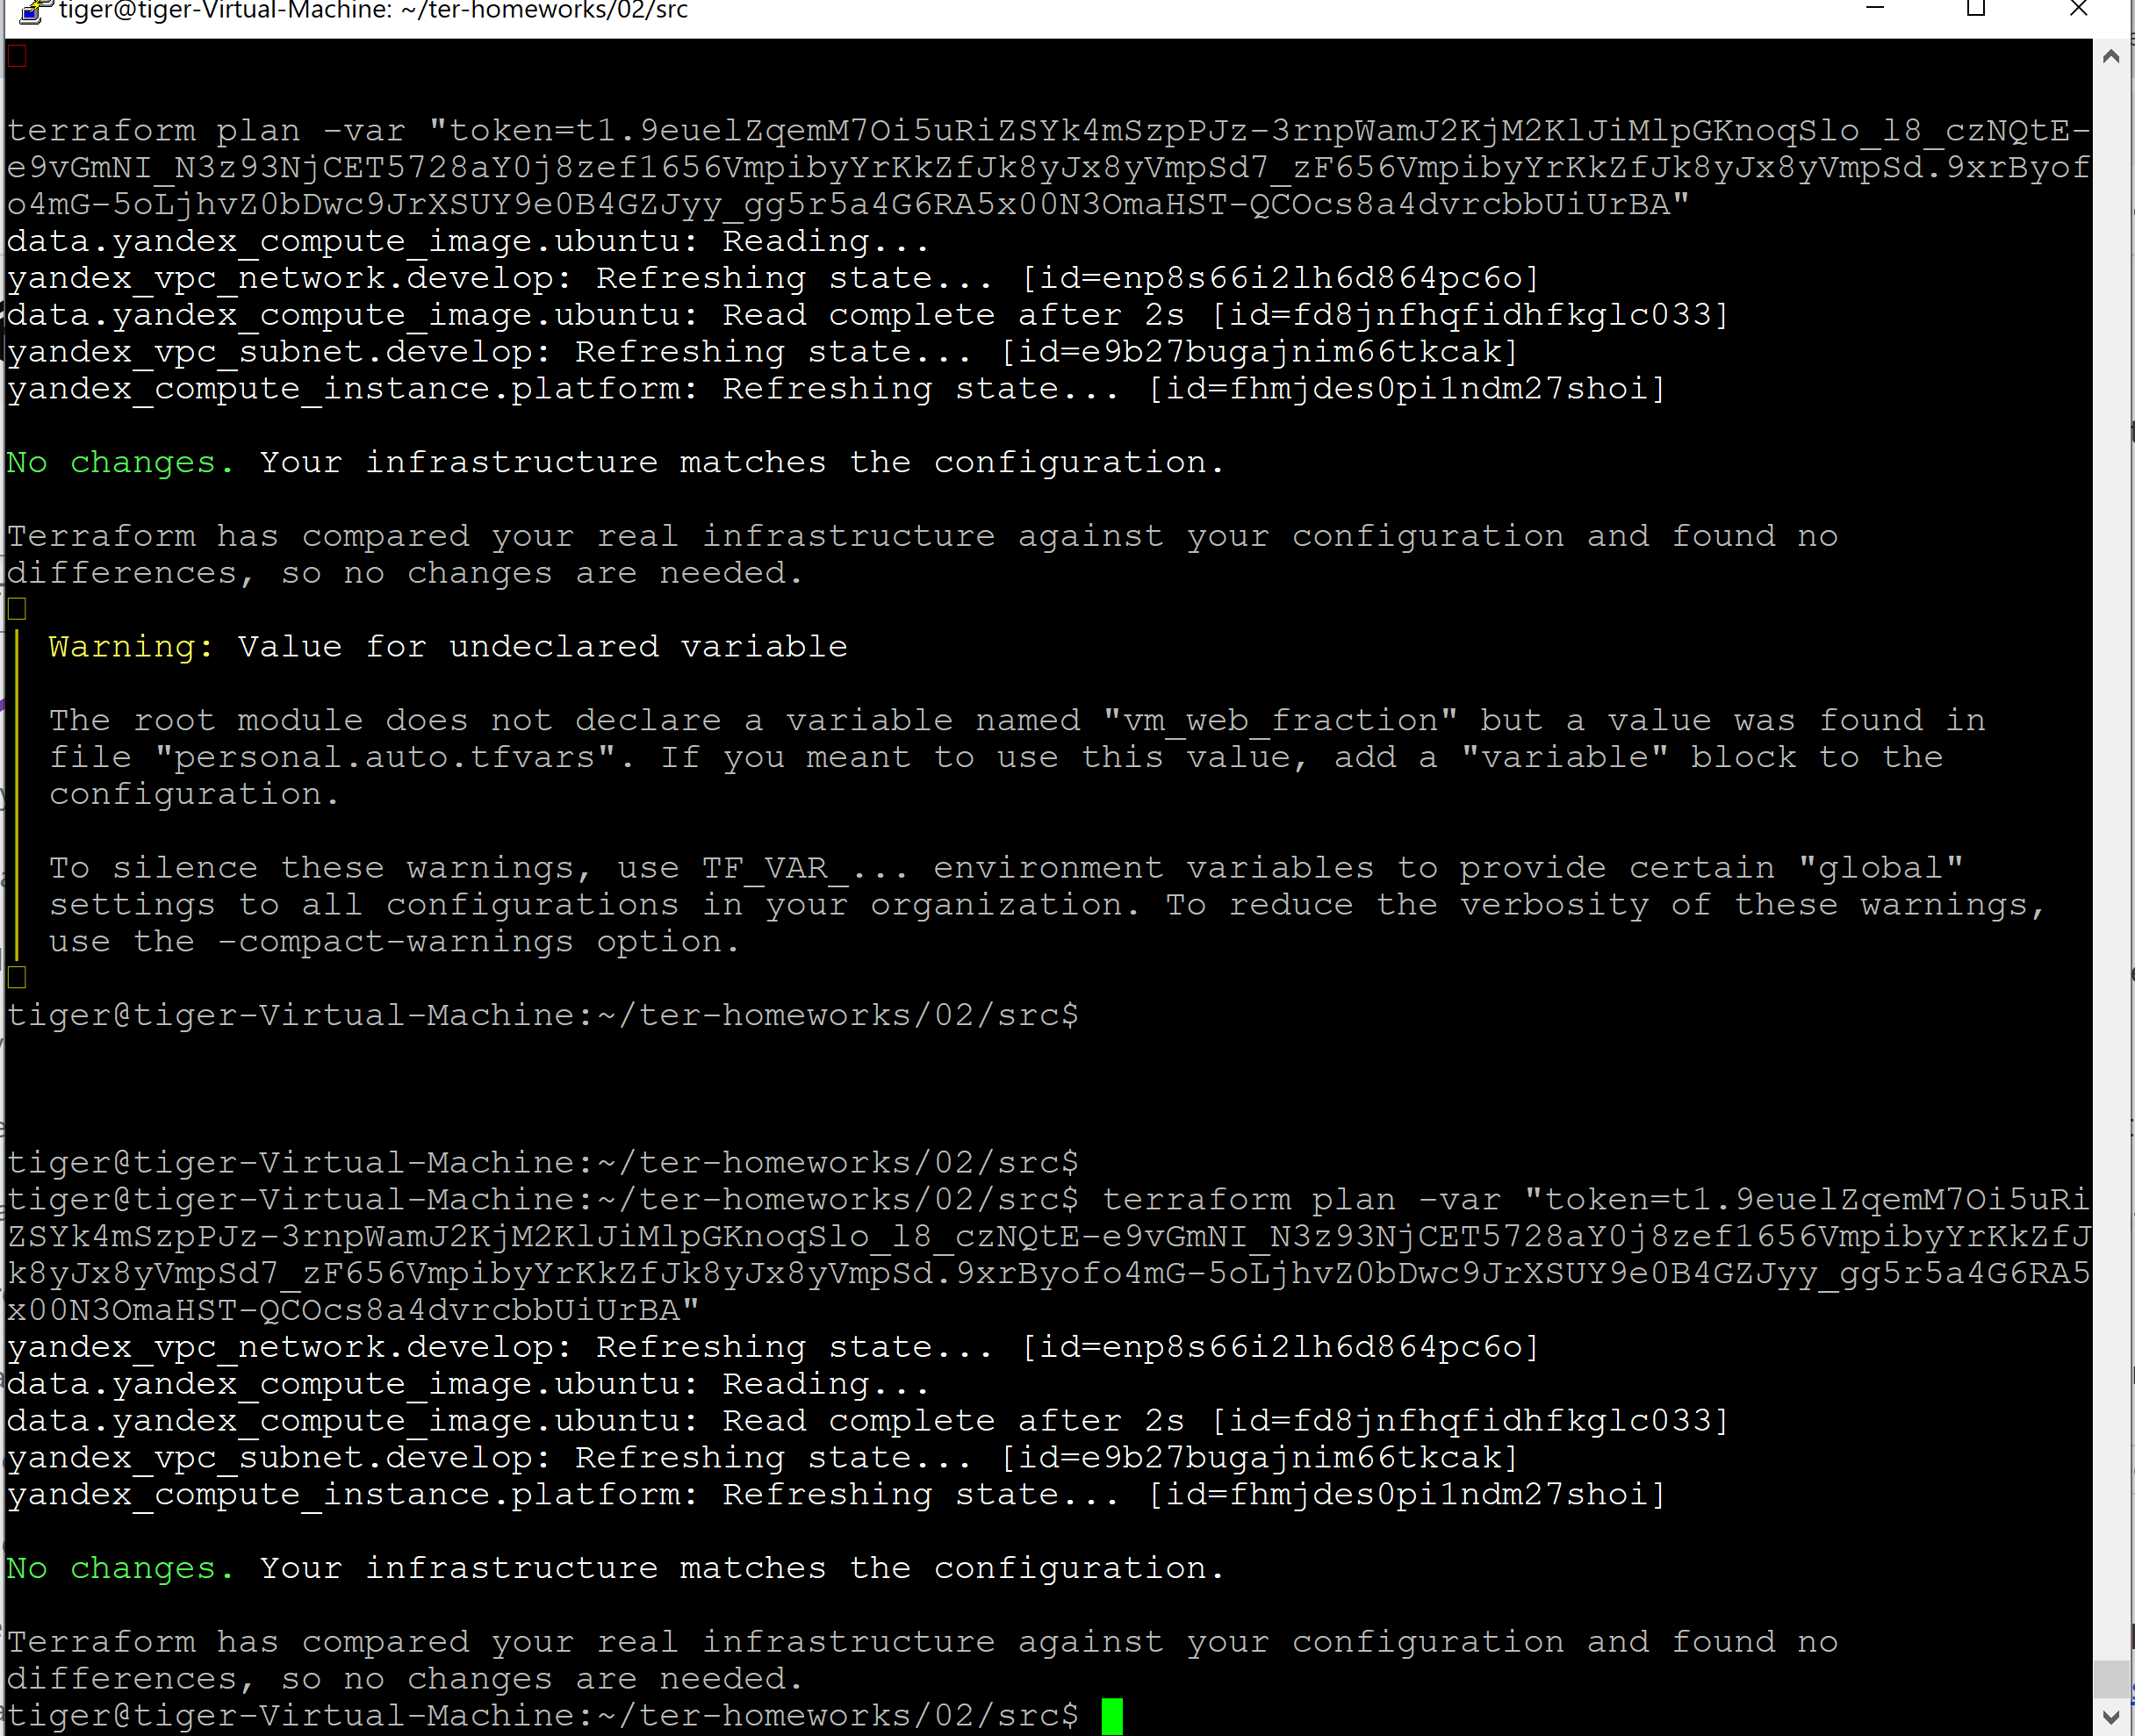 tiger@tiger-Virtual-Machine: ~/ter-homeworks/02/src
terraform plan -var "token=t1.9euelZqemM7Oi5uRiZSYk4mSzpPJz-3rnpWamJ2KjM2KlJiMlpGKnoqSlo_l8_czNQtE-
e9vGmNI_N3z93NjCET5728aY0j8zef1656VmpibyYrKkZfJk8yJx8yVmpSd7_zF656VmpibyYrKkZfJk8yJx8yVmpSd.9xrByof
o4mG-5oLjhvZ0bDwc9JrXSUY9e0B4GZJyy_gg5r5a4G6RA5x00N3OmaHST-QCOcs8a4dvrcbbUiUrBA"
data.yandex_compute_image.ubuntu: Reading...
yandex_vpc_network.develop: Refreshing state... [id=enp8s66i2lh6d864pc6o]
data.yandex_compute_image.ubuntu: Read complete after 2s [id=fd8jnfhqfidhfkglc033]
yandex_vpc_subnet.develop: Refreshing state... [id=e9b27bugajnim66tkcak]
yandex_compute_instance.platform: Refreshing state... [id=fhmjdes0pi1ndm27shoi]
No changes. Your infrastructure matches the configuration.
Terraform has compared your real infrastructure against your configuration and found no
differences, so no changes are needed.
Warning: Value for undeclared variable
The root module does not declare a variable named "vm_web_fraction" but a value was found in
file "personal.auto.tfvars". If you meant to use this value, add a "variable" block to the
configuration.
To silence these warnings, use TF_VAR_... environment variables to provide certain "global"
settings to all configurations in your organization. To reduce the verbosity of these warnings,
use the -compact-warnings option.
tiger@tiger-Virtual-Machine:~/ter-homeworks/02/src$
tiger@tiger-Virtual-Machine:~/ter-homeworks/02/src$
tiger@tiger-Virtual-Machine:~/ter-homeworks/02/src$ terraform plan -var "token=t1.9euelZqemM7Oi5uRi
ZSYk4mSzpPJz-3rnpWamJ2KjM2KlJiMlpGKnoqSlo_l8_czNQtE-e9vGmNI_N3z93NjCET5728aY0j8zef1656VmpibyYrKkZfJ
k8yJx8yVmpSd7_zF656VmpibyYrKkZfJk8yJx8yVmpSd.9xrByofo4mG-5oLjhvZ0bDwc9JrXSUY9e0B4GZJyy_gg5r5a4G6RA5
x00N3OmaHST-QCOcs8a4dvrcbbUiUrBA"
yandex_vpc_network.develop: Refreshing state... [id=enp8s66i2lh6d864pc6o]
data.yandex_compute_image.ubuntu: Reading...
data.yandex_compute_image.ubuntu: Read complete after 2s [id=fd8jnfhqfidhfkglc033]
yandex_vpc_subnet.develop: Refreshing state... [id=e9b27bugajnim66tkcak]
yandex_compute_instance.platform: Refreshing state... [id=fhmjdes0pi1ndm27shoi]
No changes. Your infrastructure matches the configuration.
Terraform has compared your real infrastructure against your configuration and found no
differences, so no changes are needed.
tiger@tiger-Virtual-Machine:~/ter-homeworks/02/src$